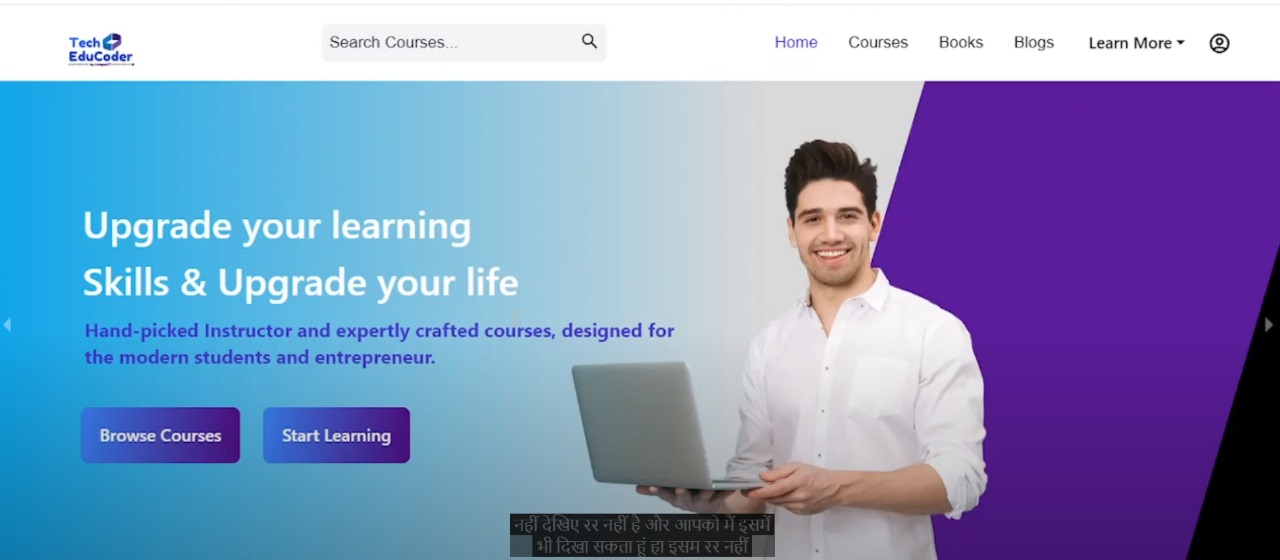 Tech
EduCoder
Search Courses...
Home
Courses
Books
Blogs
Learn More
Upgrade your learning
Skills & Upgrade your life
Hand-picked Instructor and expertly crafted courses, designed for
the modern students and entrepreneur.
Browse Courses
Start Learning
नहीं देखिए रर नहीं है और आपको मैं इसमें
भी दिखा सकता हूं हा इसम रर नहीं